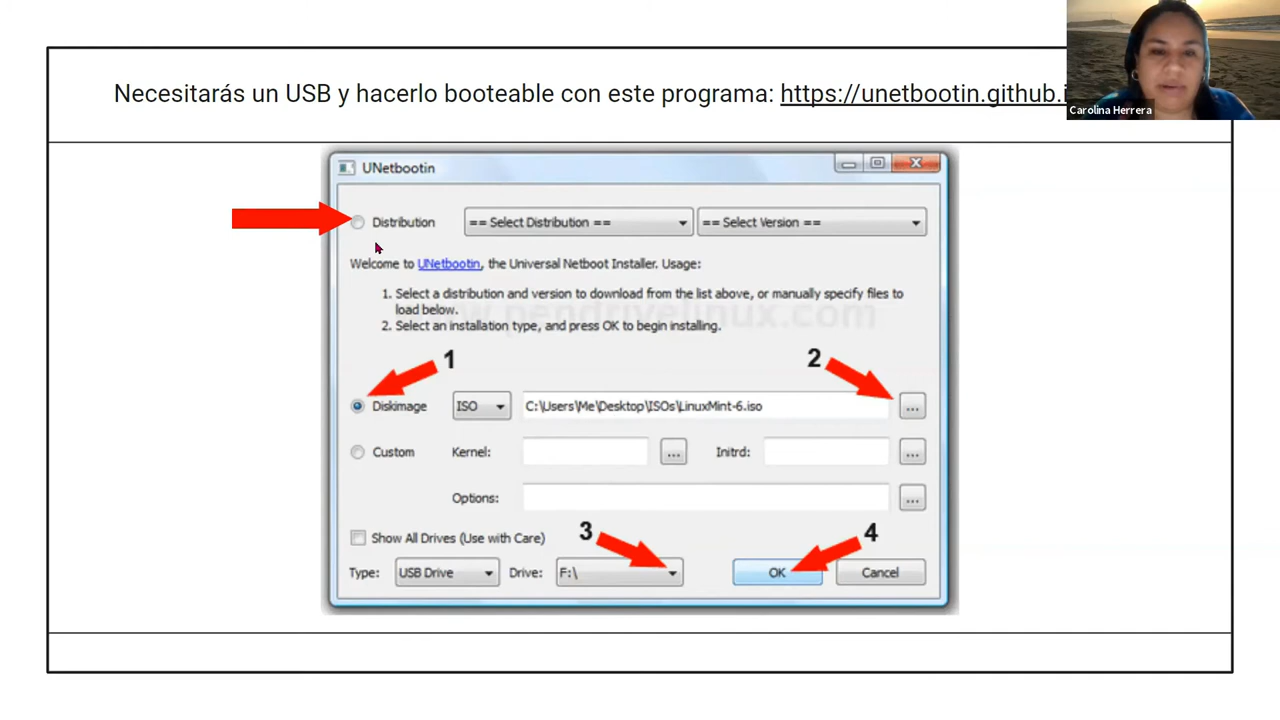 Necesitarás un USB y hacerlo booteable con este programa: https://unetbootin.github.i
Carolina Herrera
UNetbootin
Distribution == Select Distribution == == Select Version ==
Welcome to UNetbootin, the Universal Netboot Installer. Usage:
1. Select a distribution and version to download from the list above, or manually specify files to
load below.
2. Select an installation type, and press OK to begin installing.
www.pendrivelinux.com
1 2
Diskimage ISO C:\Users\Me\Desktop\ISOs\LinuxMint-6.iso ...
Custom Kernel: ... Initrd: ...
Options: ...
3 4
Show All Drives (Use with Care)
Type: USB Drive Drive: F:\ OK Cancel